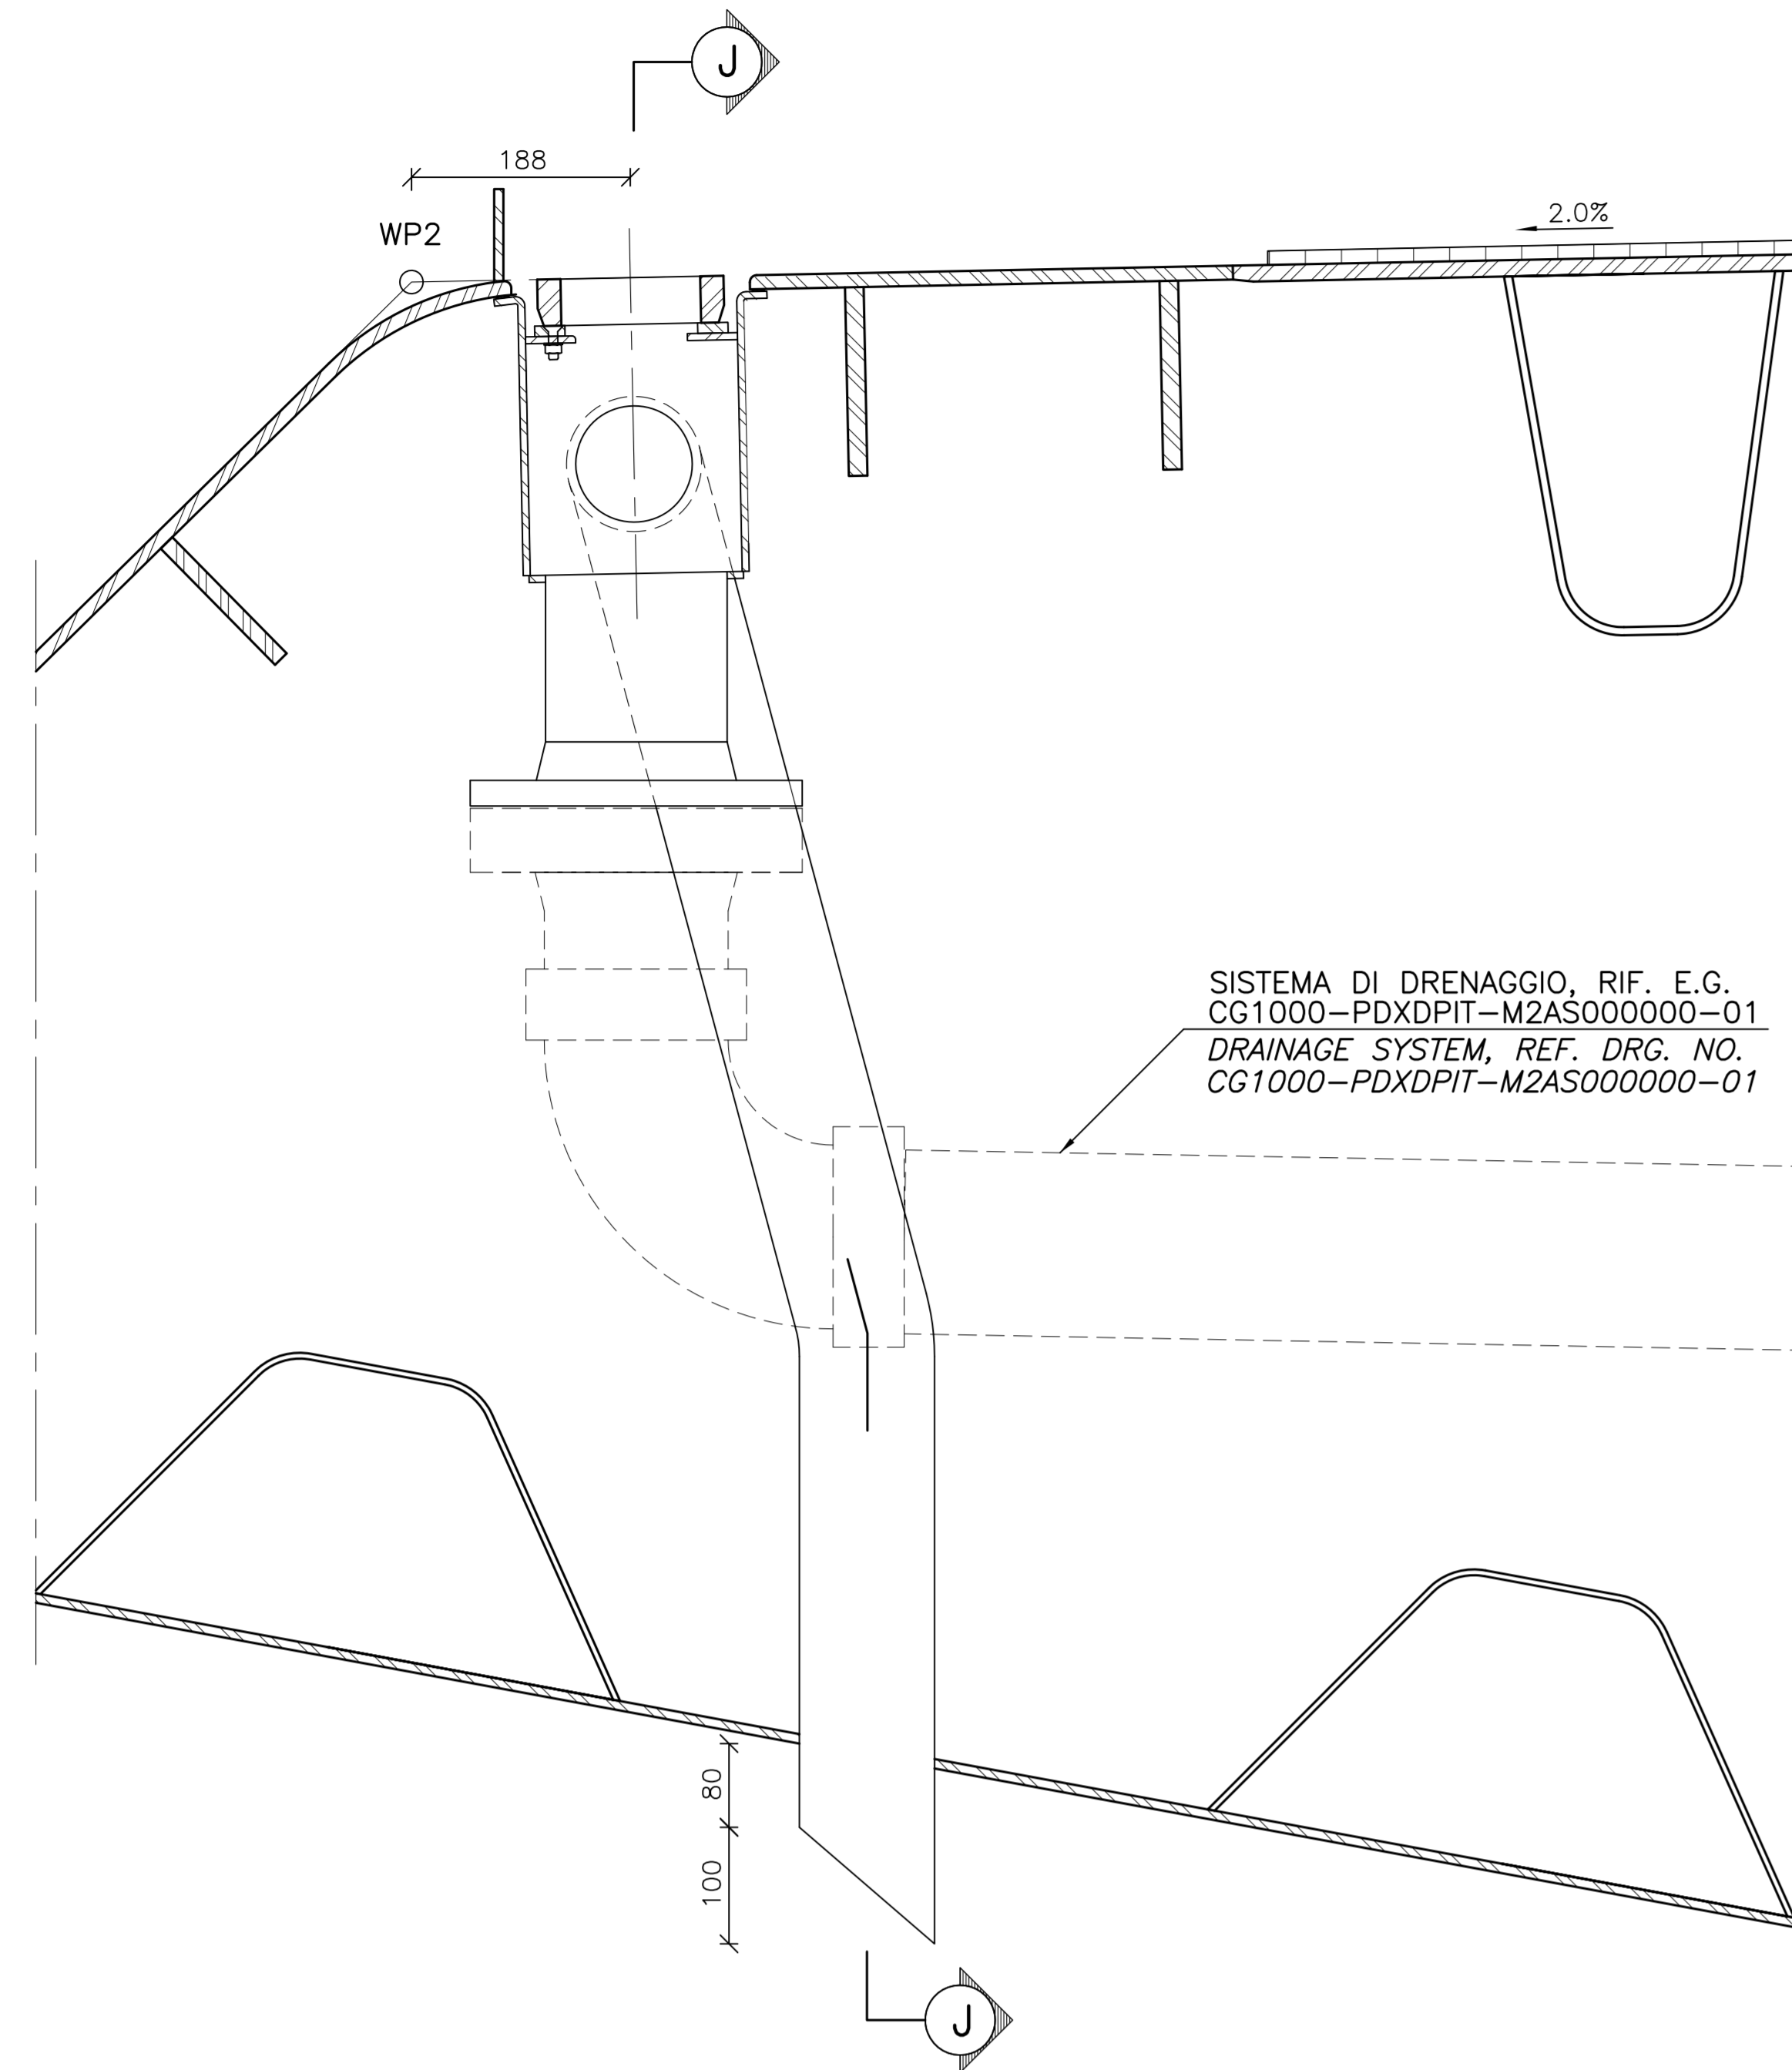 J
188
WP2
2.0%
SISTEMA DI DRENAGGIO, RIF. E.G.
CG1000-PDXDPIT-M2AS000000-01
DRAINAGE SYSTEM, REF. DRG. NO.
CG1000-PDXDPIT-M2AS000000-01
80
100
J